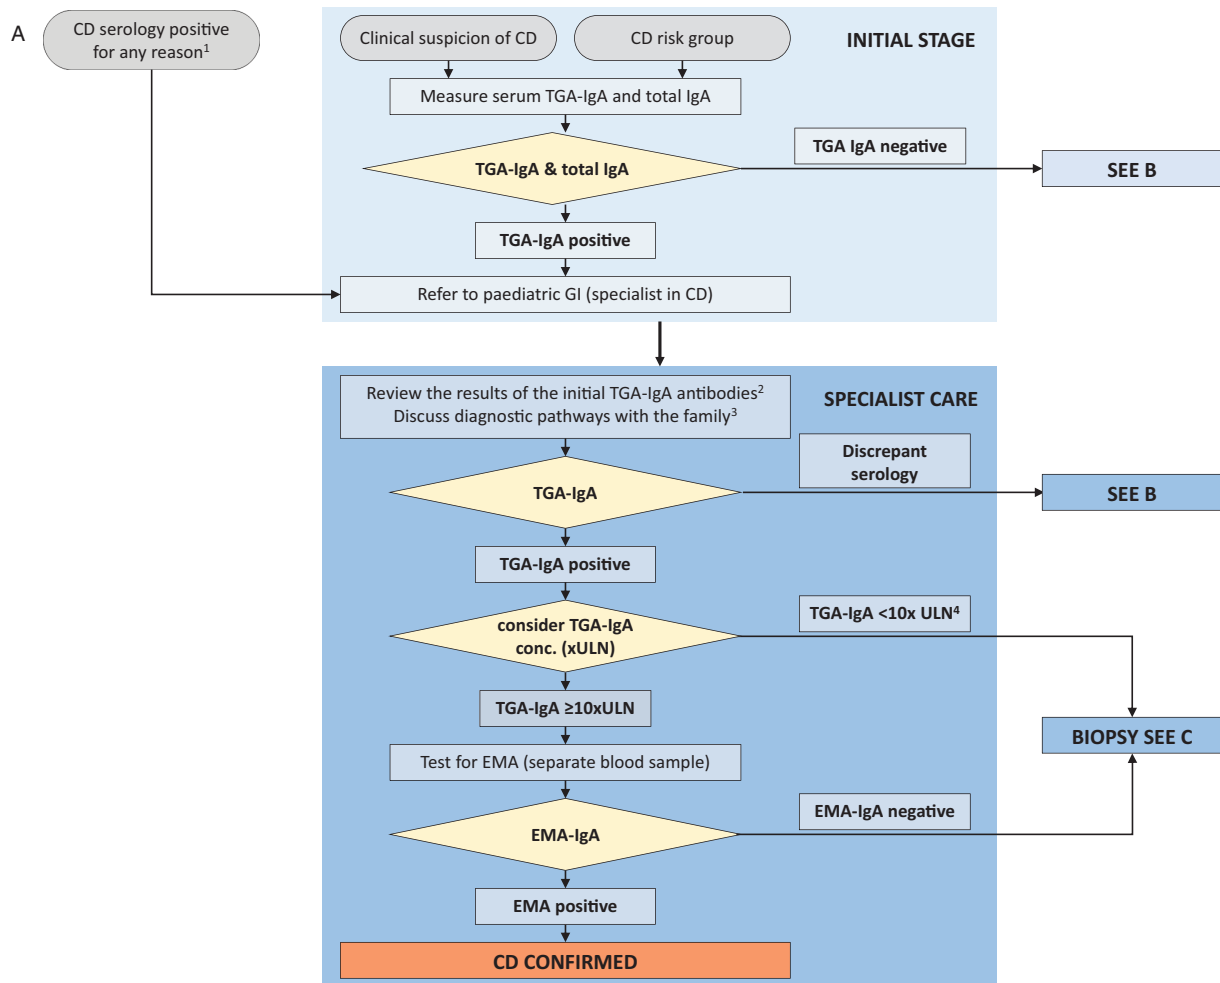 A
CD serology positive
for any reason¹
Clinical suspicion of CD
CD risk group
INITIAL STAGE
Measure serum TGA-IgA and total IgA
TGA-IgA & total IgA
TGA IgA negative
SEE B
TGA-IgA positive
Refer to paediatric GI (specialist in CD)
Review the results of the initial TGA-IgA antibodies²
Discuss diagnostic pathways with the family³
SPECIALIST CARE
TGA-IgA
Discrepant
serology
SEE B
TGA-IgA positive
consider TGA-IgA
conc. (xULN)
TGA-IgA <10x ULN⁴
TGA-IgA ≥10xULN
BIOPSY SEE C
Test for EMA (separate blood sample)
EMA-IgA
EMA-IgA negative
EMA positive
CD CONFIRMED